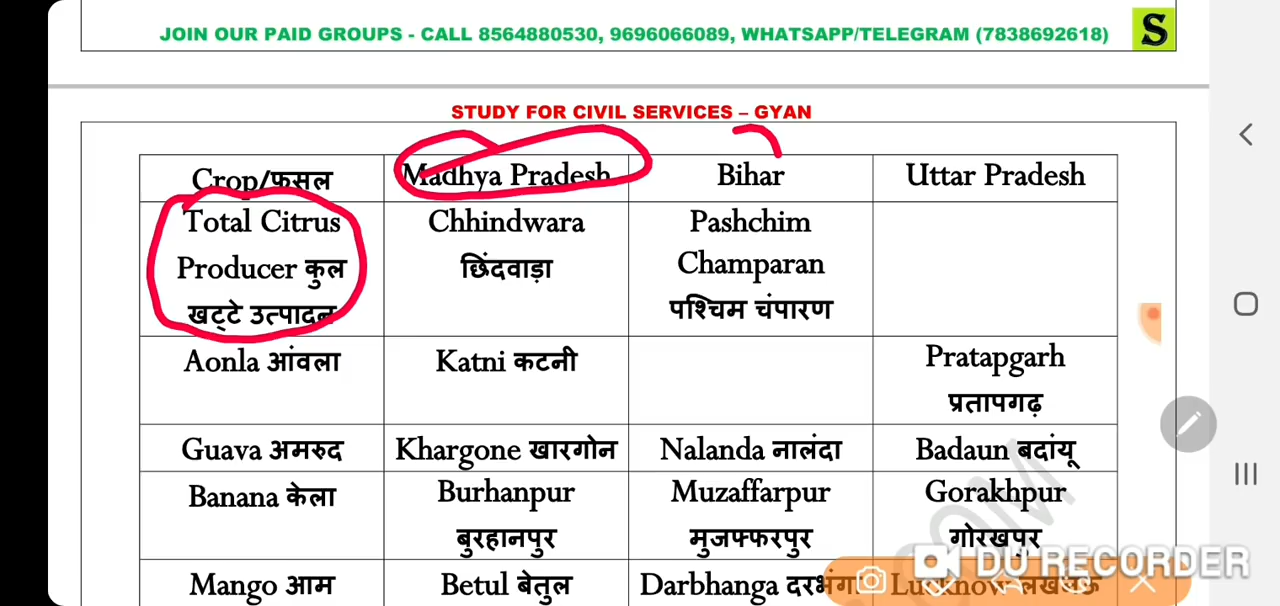 JOIN OUR PAID GROUPS - CALL 8564880530, 9696066089, WHATSAPP/TELEGRAM (7838692618)
S
STUDY FOR CIVIL SERVICES – GYAN
Crop/फसल Madhya Pradesh Bihar Uttar Pradesh
Total Citrus Chhindwara Pashchim
Producer कुल छिंदवाड़ा Champaran
खट्टे उत्पादन पश्चिम चंपारण
Aonla आंवला Katni कटनी Pratapgarh
प्रतापगढ़
Guava अमरुद Khargone खारगोन Nalanda नालंदा Badaun बदांयू
Banana केला Burhanpur Muzaffarpur Gorakhpur
बुरहानपुर मुजफ्फरपुर गोरखपुर
DU RECORDER
Mango आम Betul बेतुल Darbhanga दरभंगा Lucknow लखनऊ